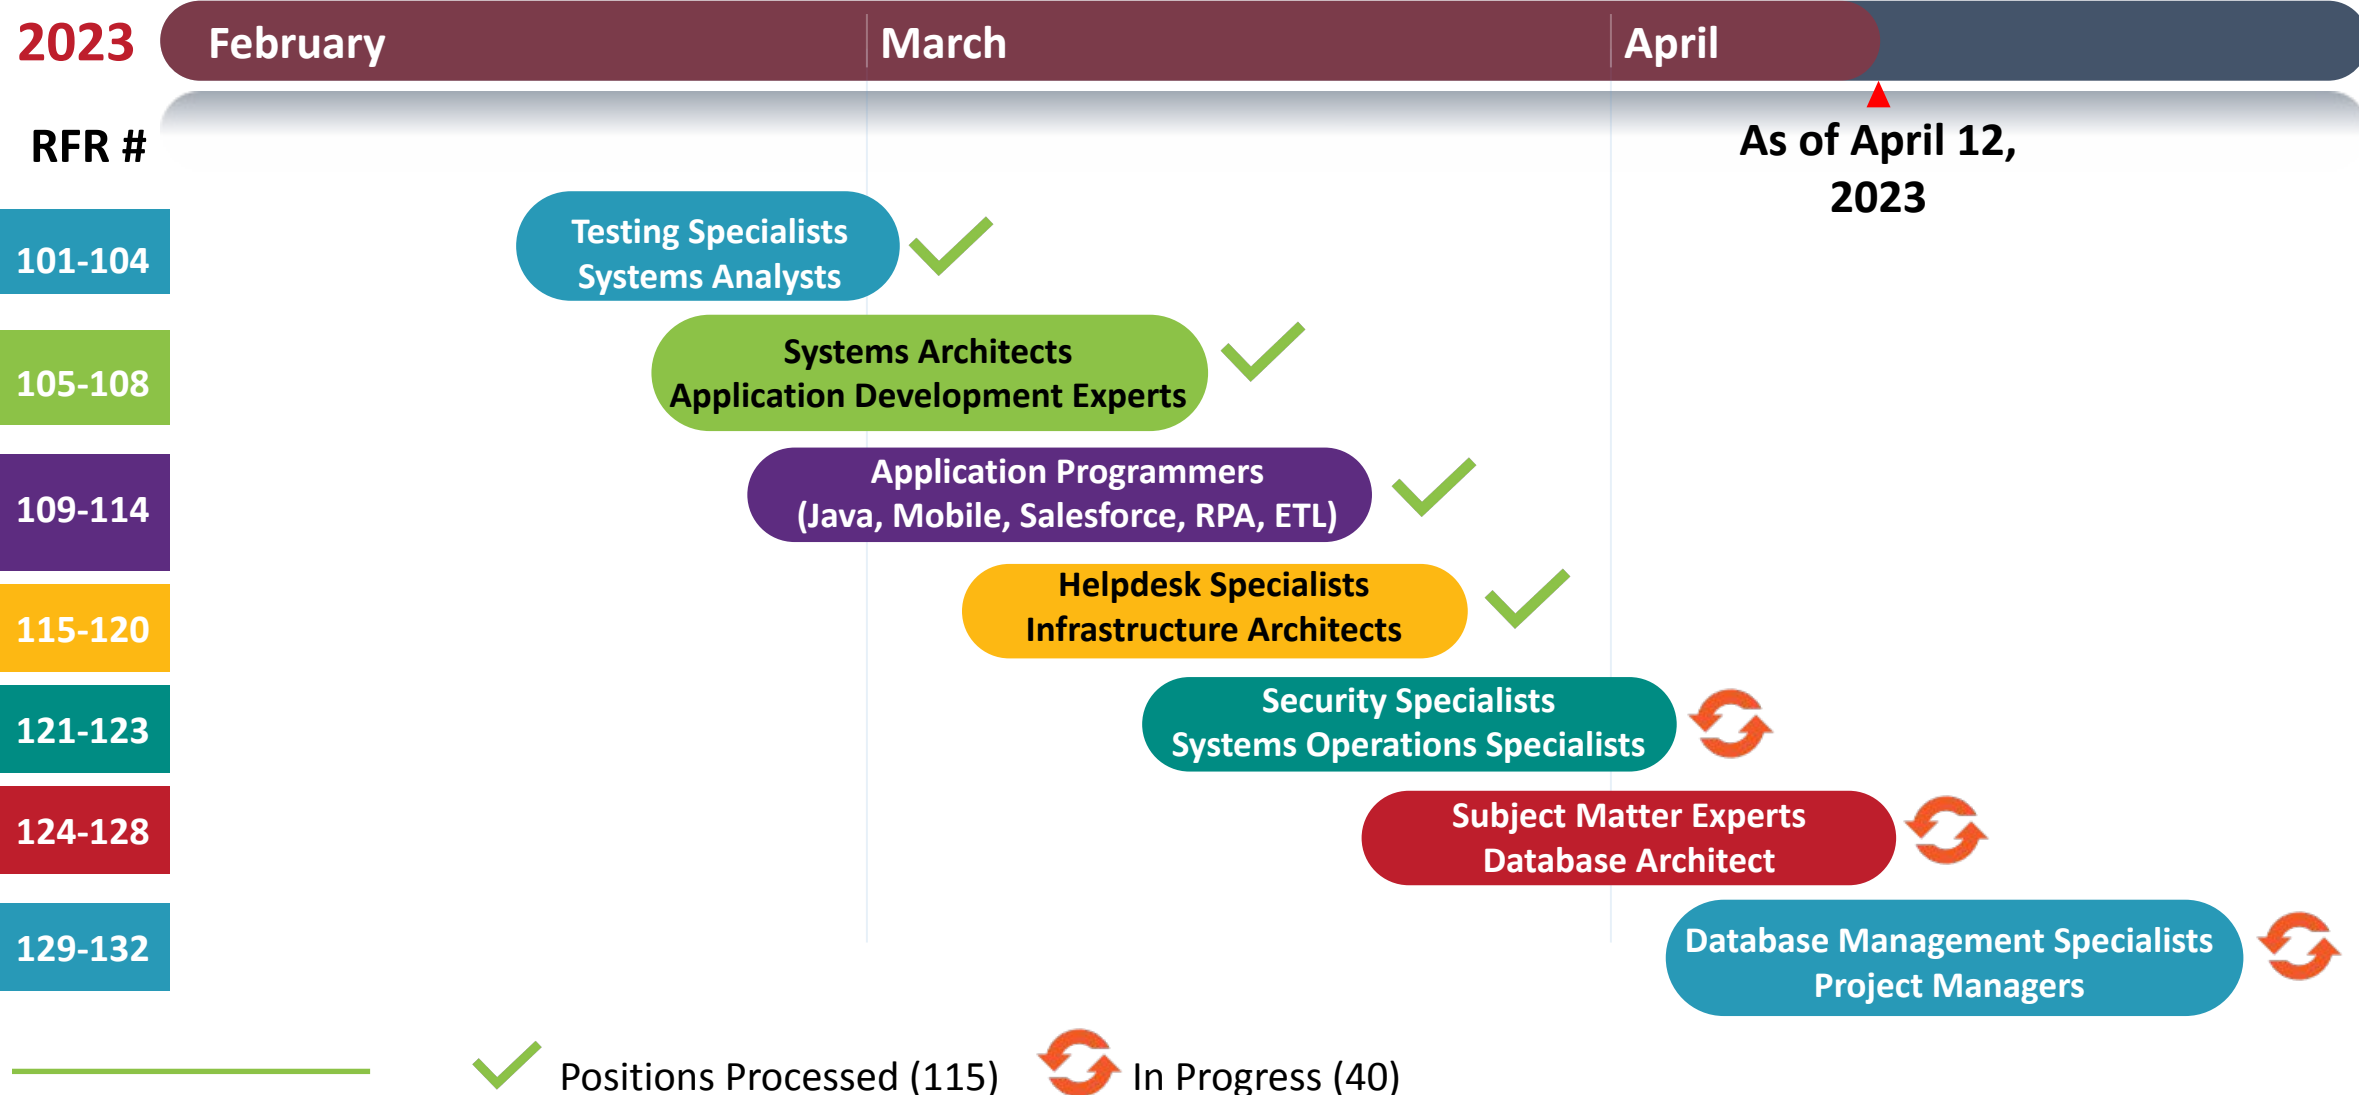 2023
February
March
April
RFR #
As of April 12,
2023
101-104
Testing Specialists
Systems Analysts
105-108
Systems Architects
Application Development Experts
109-114
Application Programmers
(Java, Mobile, Salesforce, RPA, ETL)
115-120
Helpdesk Specialists
Infrastructure Architects
121-123
Security Specialists
Systems Operations Specialists
124-128
Subject Matter Experts
Database Architect
129-132
Database Management Specialists
Project Managers
Positions Processed (115)
In Progress (40)